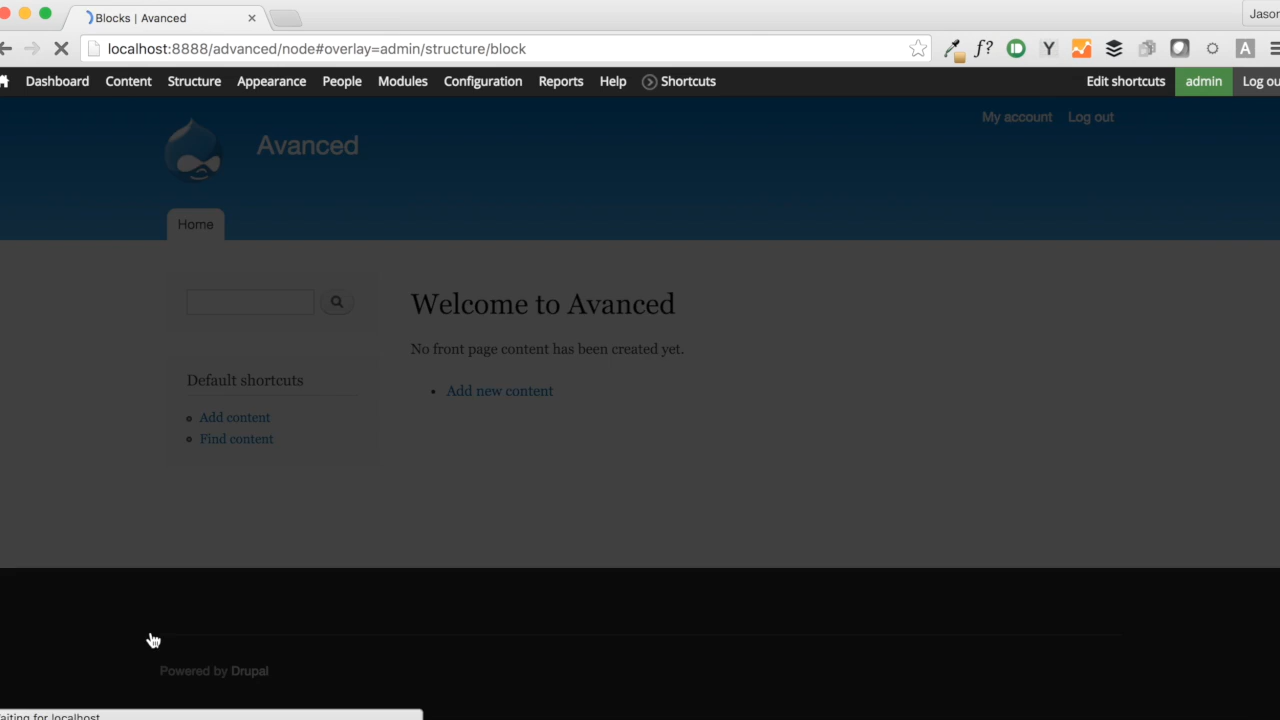 Blocks | Avanced
Jason
localhost:8888/advanced/node#overlay=admin/structure/block
f? Y A
Dashboard Content Structure Appearance People Modules Configuration Reports Help Shortcuts Edit shortcuts admin Log ou
My account Log out
Avanced
Home
Welcome to Avanced
No front page content has been created yet.
Default shortcuts
Add new content
Add content
Find content
Powered by Drupal
aiting for localhost